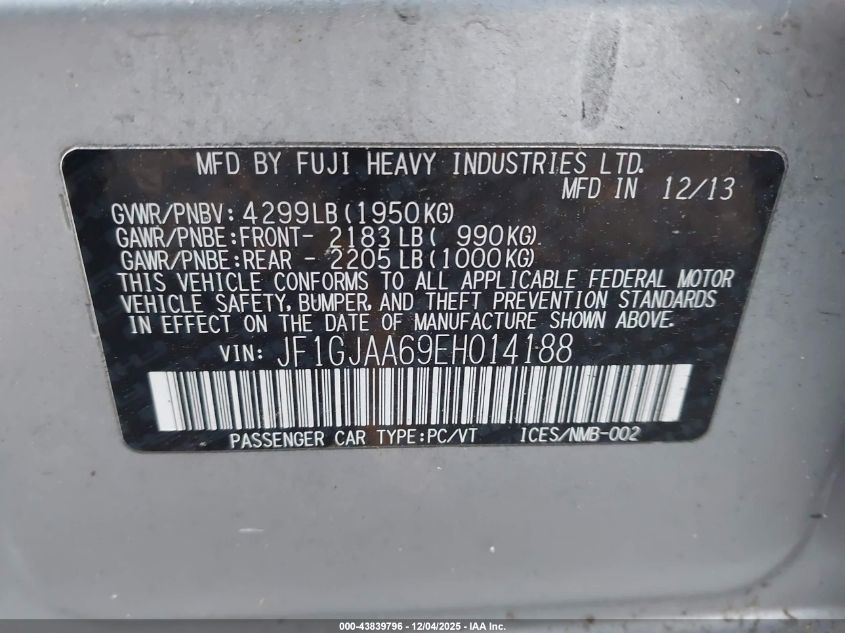 MFD BY FUJI HEAVY INDUSTRIES LTD.
MFD IN 12/13
GVWR/PNBV: 4299LB (1950KG)
GAWR/PNBE:FRONT- 2183 LB ( 990KG)
GAWR/PNBE:REAR - 2205 LB (1000KG)
THIS VEHICLE CONFORMS TO ALL APPLICABLE FEDERAL MOTOR
VEHICLE SAFETY, BUMPER, AND THEFT PREVENTION STANDARDS
IN EFFECT ON THE DATE OF MANUFACTURE SHOWN ABOVE.
VIN: JF1GJAA69EH014188
PASSENGER CAR TYPE:PC/VT ICES/NMB-002
000-43839796 - 12/04/2025 - IAA Inc.